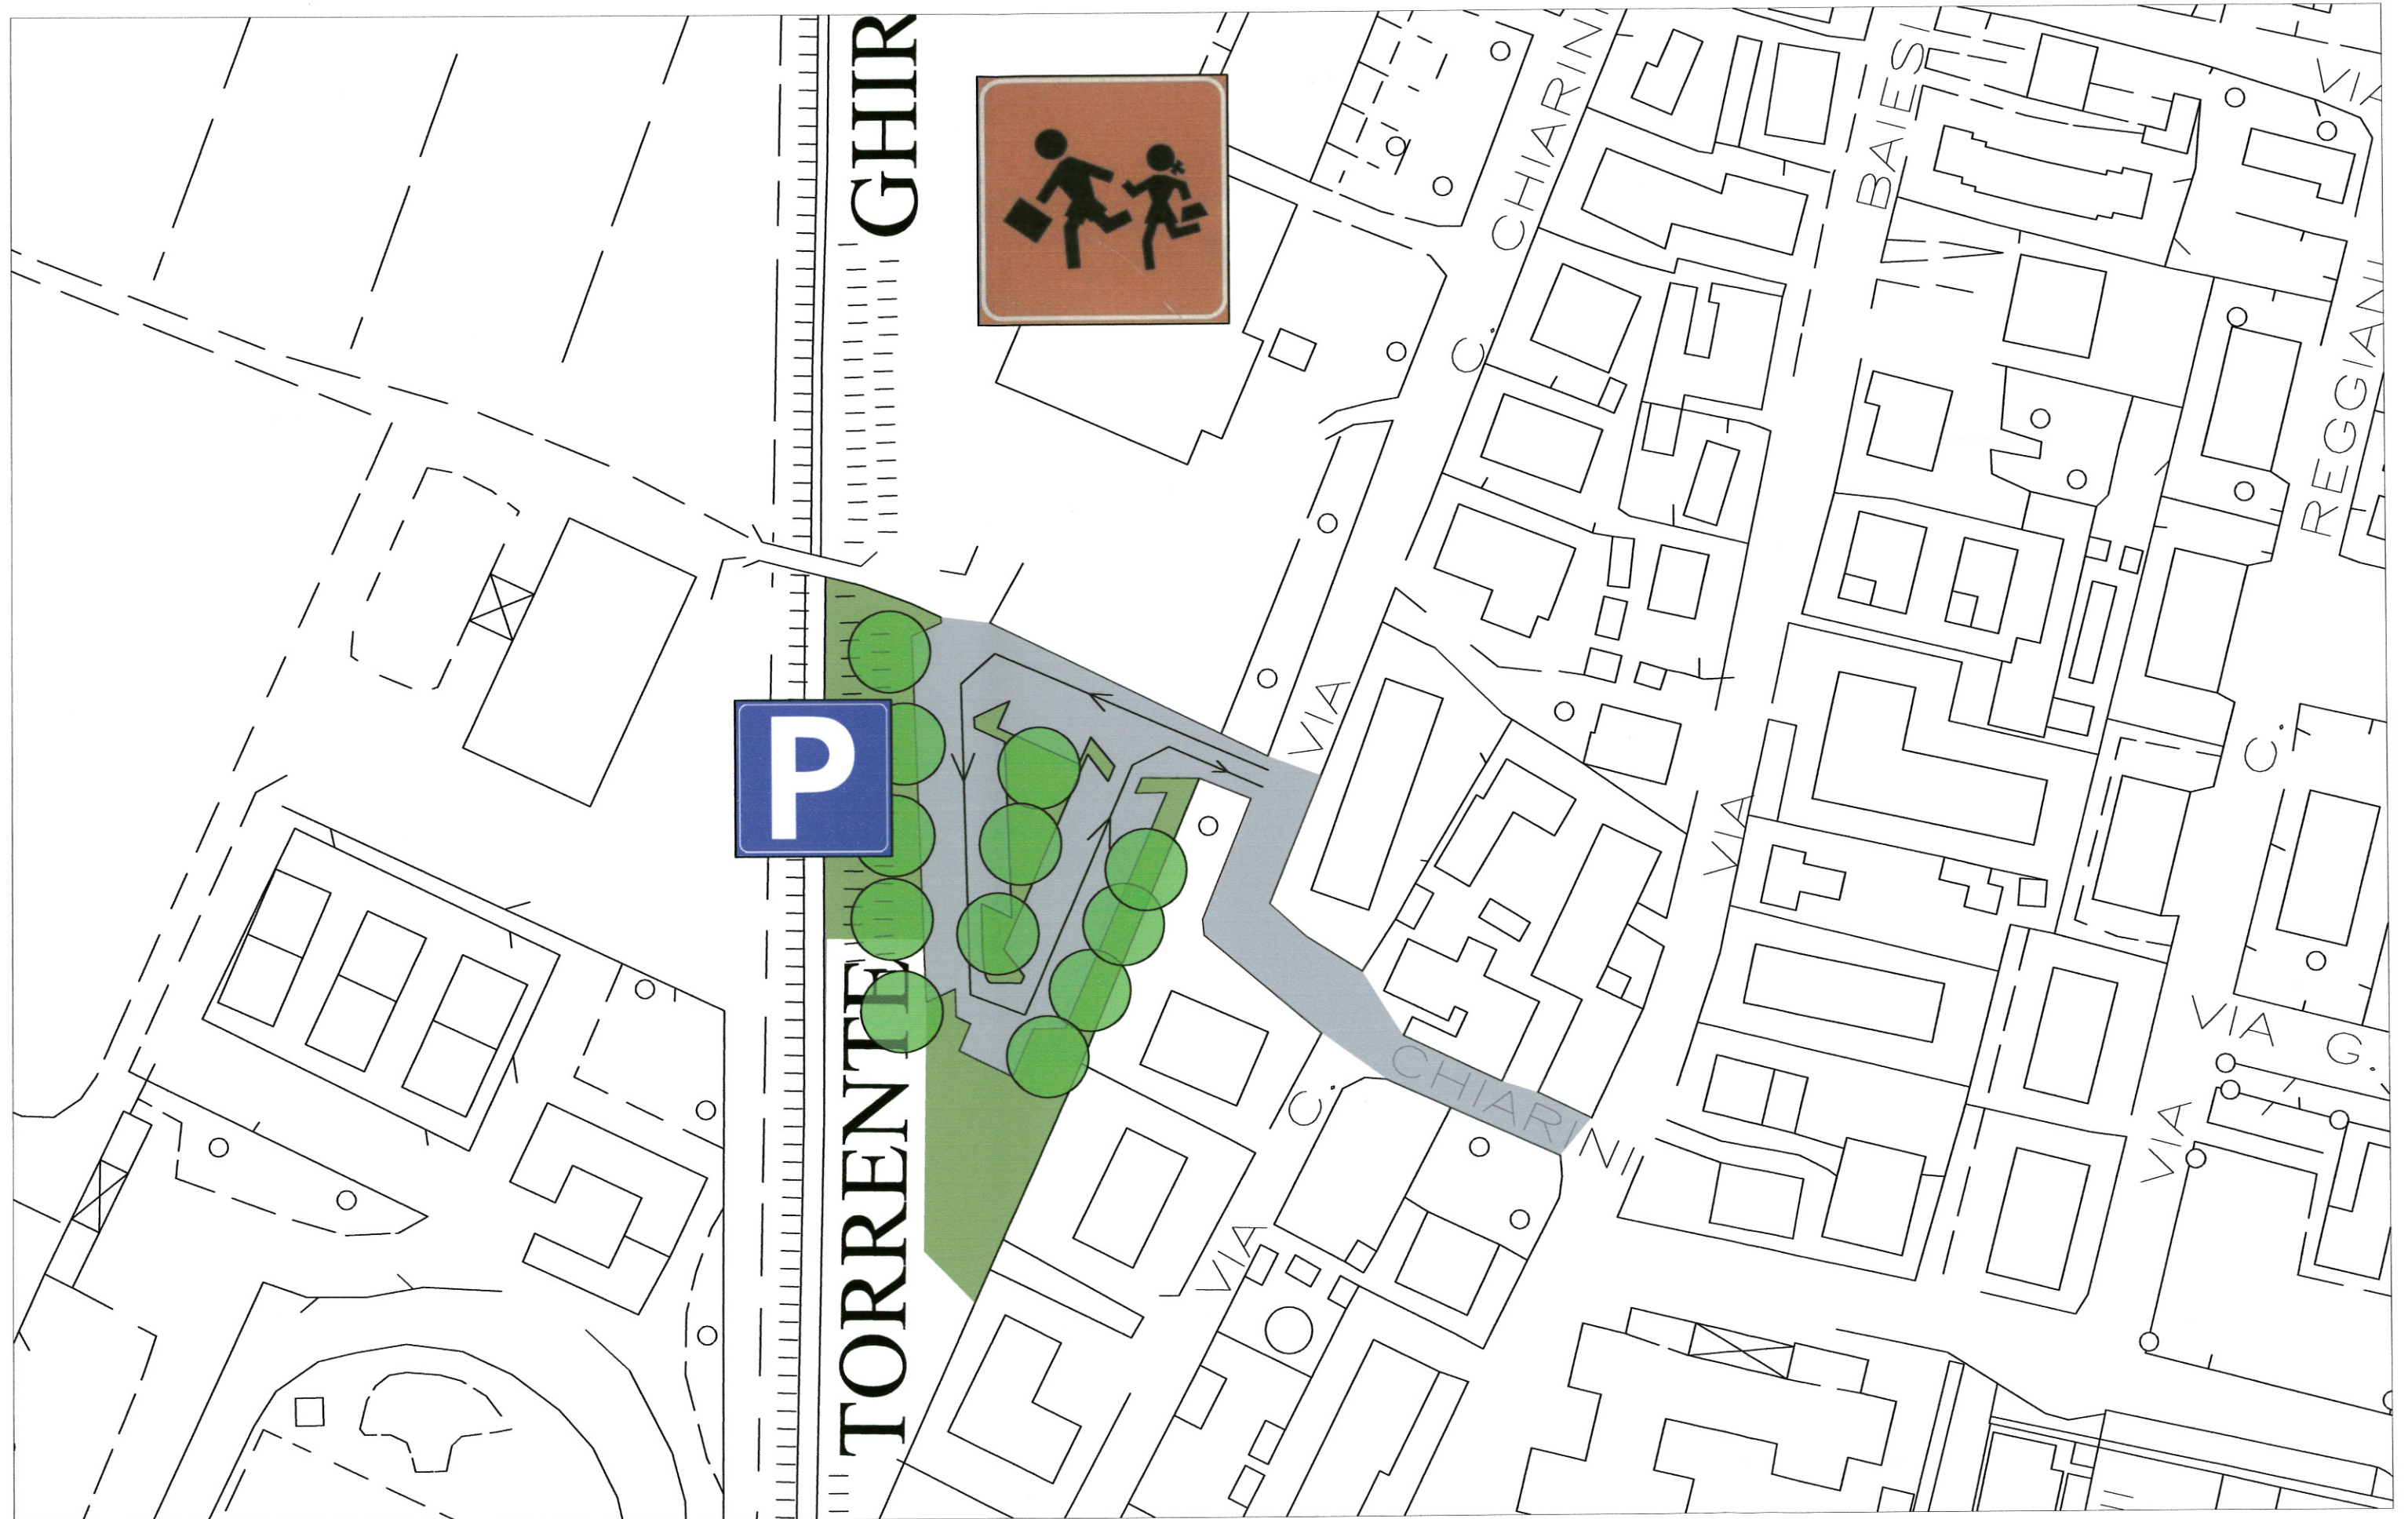 GHIR
C. CHIARINI
BAIESI
VIA
REGGIANI
P
VIA
VIA
C.
TORRENTE
CHIARINI
C.
VIA
VIA G.
VIA